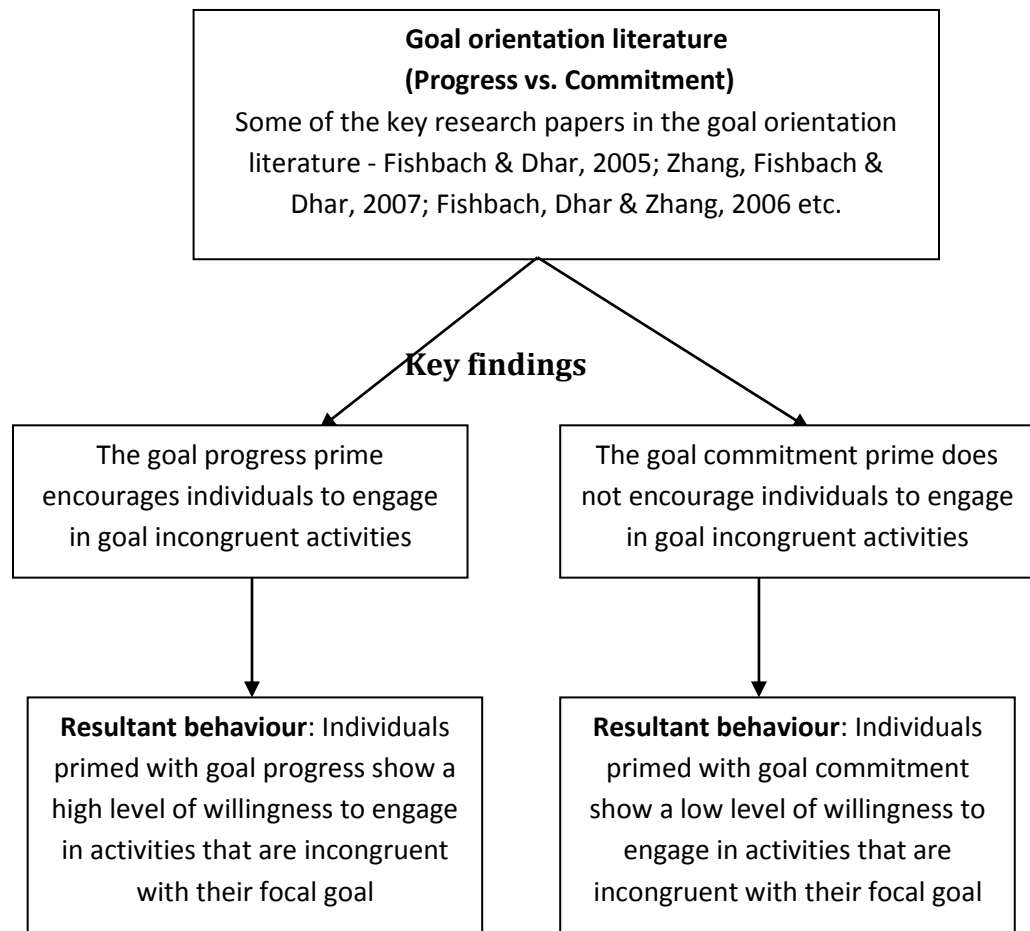 Goal orientation literature
(Progress vs. Commitment)
Some of the key research papers in the goal orientation
literature - Fishbach & Dhar, 2005; Zhang, Fishbach &
Dhar, 2007; Fishbach, Dhar & Zhang, 2006 etc.
Key findings
The goal progress prime
encourages individuals to engage
in goal incongruent activities
The goal commitment prime does
not encourage individuals to engage
in goal incongruent activities
Resultant behaviour: Individuals
primed with goal progress show a
high level of willingness to engage
in activities that are incongruent
with their focal goal
Resultant behaviour: Individuals
primed with goal commitment
show a low level of willingness to
engage in activities that are
incongruent with their focal goal